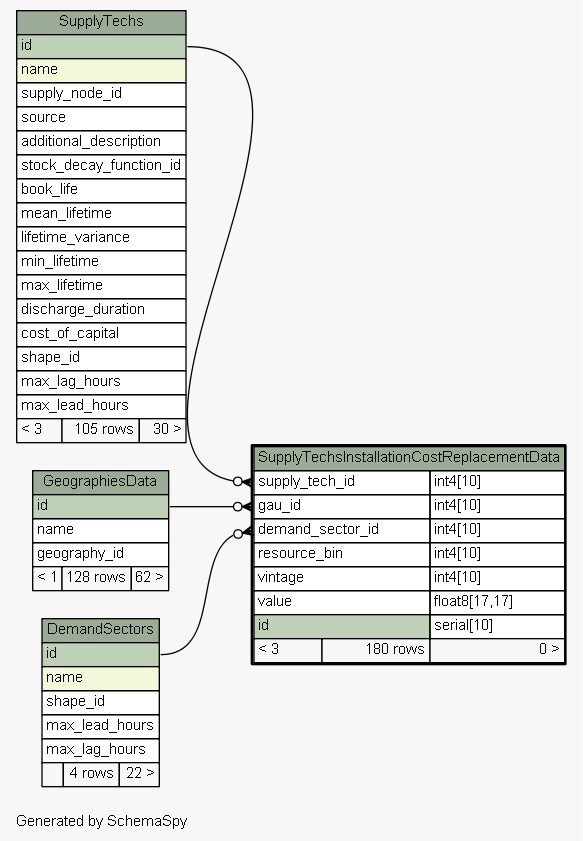 SupplyTechs
id
name
supply_node_id
source
additional_description
stock_decay_function_id
book_life
mean_lifetime
lifetime_variance
min_lifetime
max_lifetime
discharge_duration
cost_of_capital
shape_id
max_lag_hours
max_lead_hours
< 3 105 rows 30 >
GeographiesData
id
name
geography_id
< 1 128 rows 62 >
DemandSectors
id
name
shape_id
max_lead_hours
max_lag_hours
4 rows 22 >
SupplyTechsInstallationCostReplacementData
supply_tech_id int4[10]
gau_id int4[10]
demand_sector_id int4[10]
resource_bin int4[10]
vintage int4[10]
value float8[17,17]
id serial[10]
< 3 180 rows 0 >
Generated by SchemaSpy